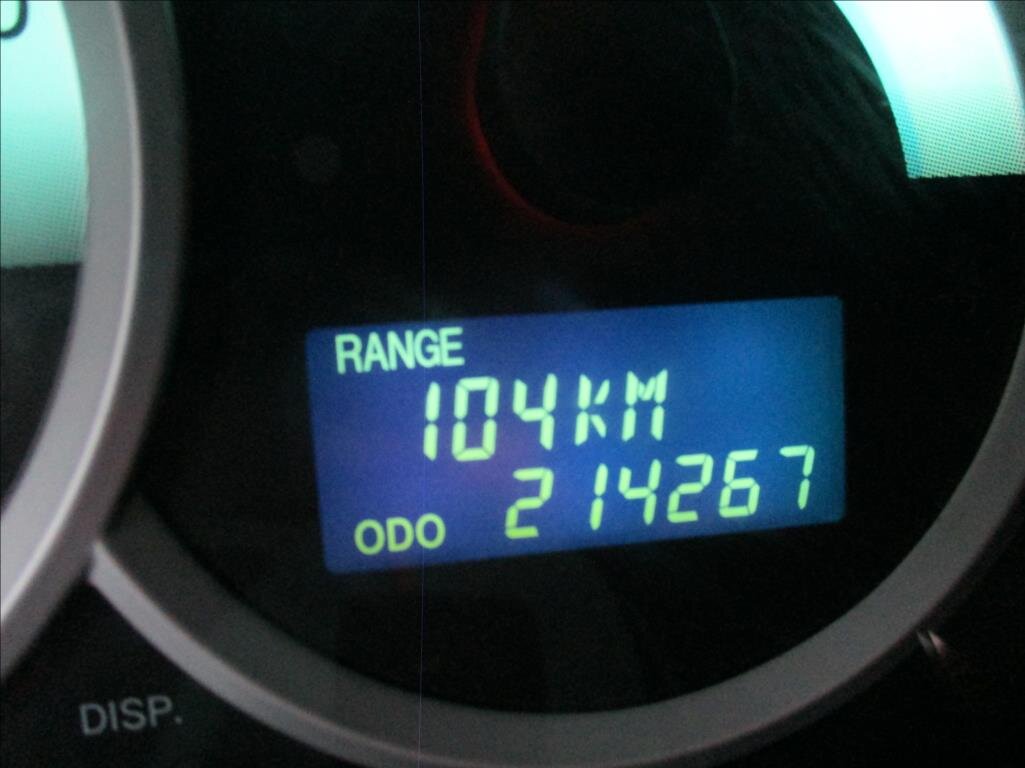 RANGE
104KM
ODO 214267
DISP.